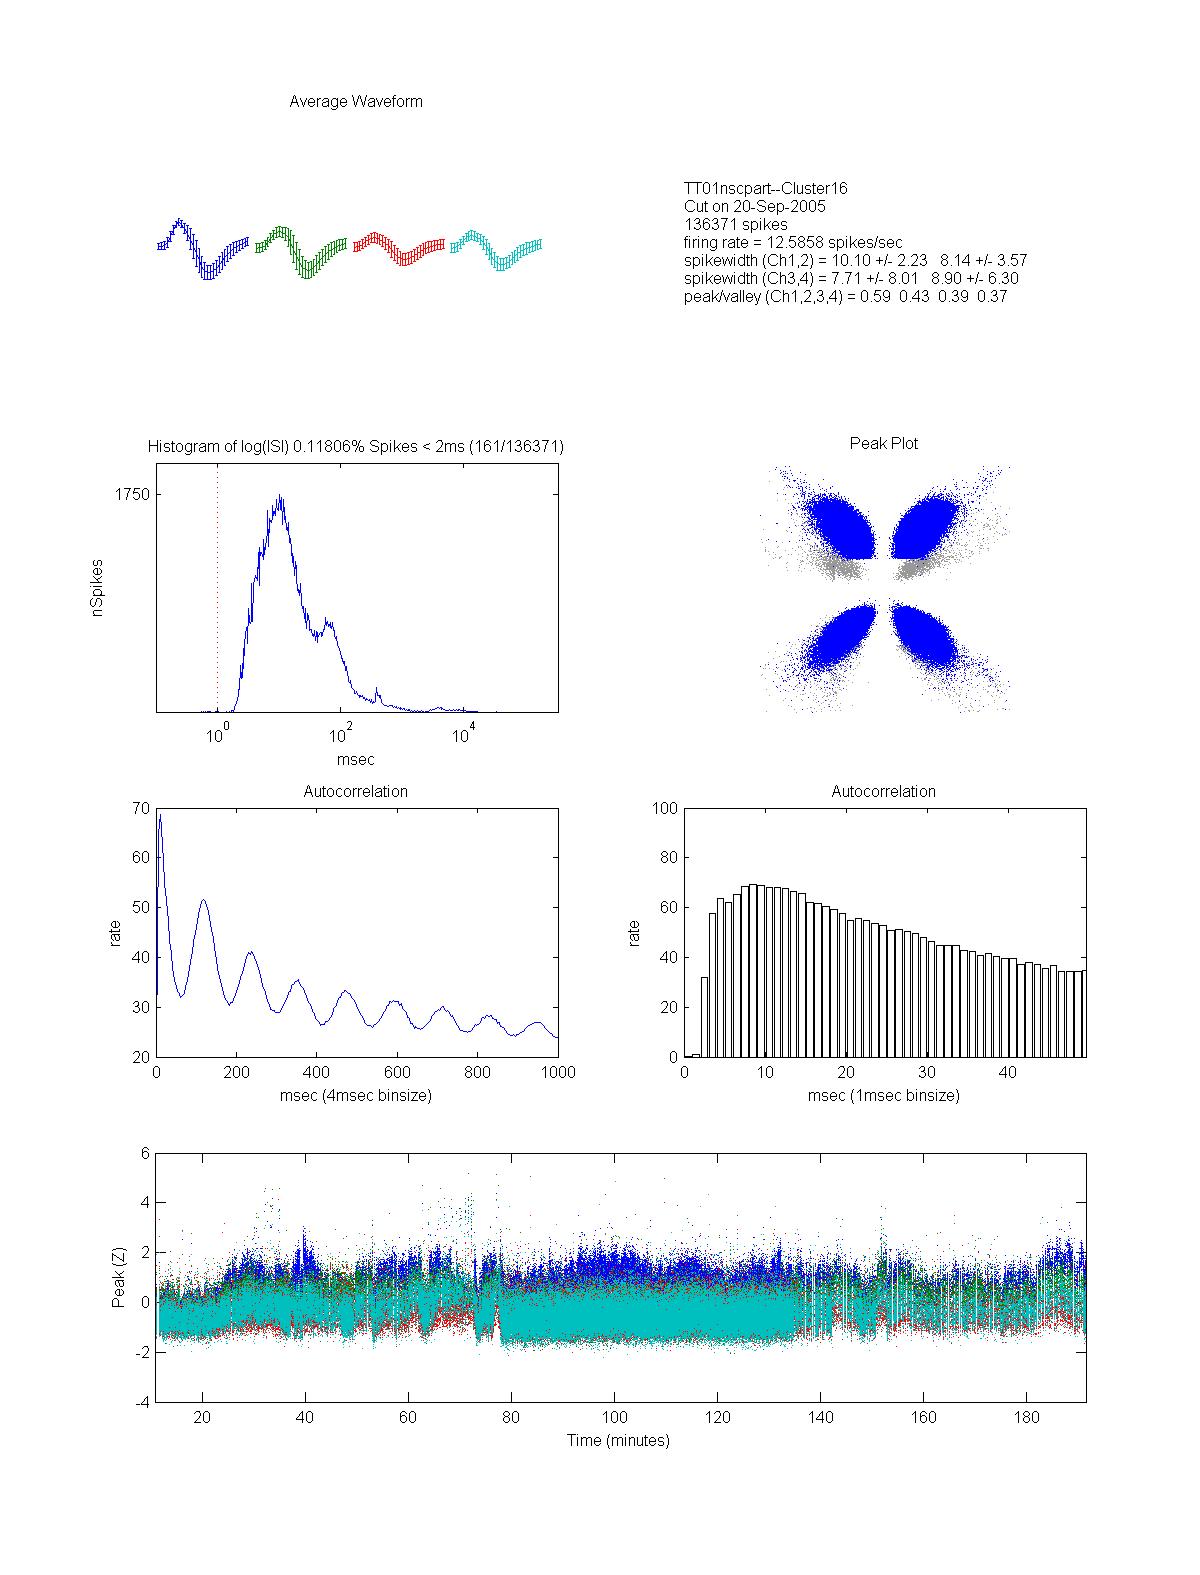 Average Waveform
TT01nscpart--Cluster16
Cut on 20-Sep-2005
136371 spikes
firing rate = 12.5858 spikes/sec
spikewidth (Ch1,2) = 10.10 +/- 2.23   8.14 +/- 3.57
spikewidth (Ch3,4) = 7.71 +/- 8.01   8.90 +/- 6.30
peak/valley (Ch1,2,3,4) = 0.59  0.43  0.39  0.37
Histogram of log(ISI) 0.11806% Spikes < 2ms (161/136371)
1750
nSpikes
10^0 10^2 10^4
msec
Peak Plot
Autocorrelation
70
60
50
40
30
20
rate
0 200 400 600 800 1000
msec (4msec binsize)
Autocorrelation
100
80
60
40
20
0
rate
0 10 20 30 40
msec (1msec binsize)
6
4
2
0
-2
-4
Peak (Z)
20 40 60 80 100 120 140 160 180
Time (minutes)